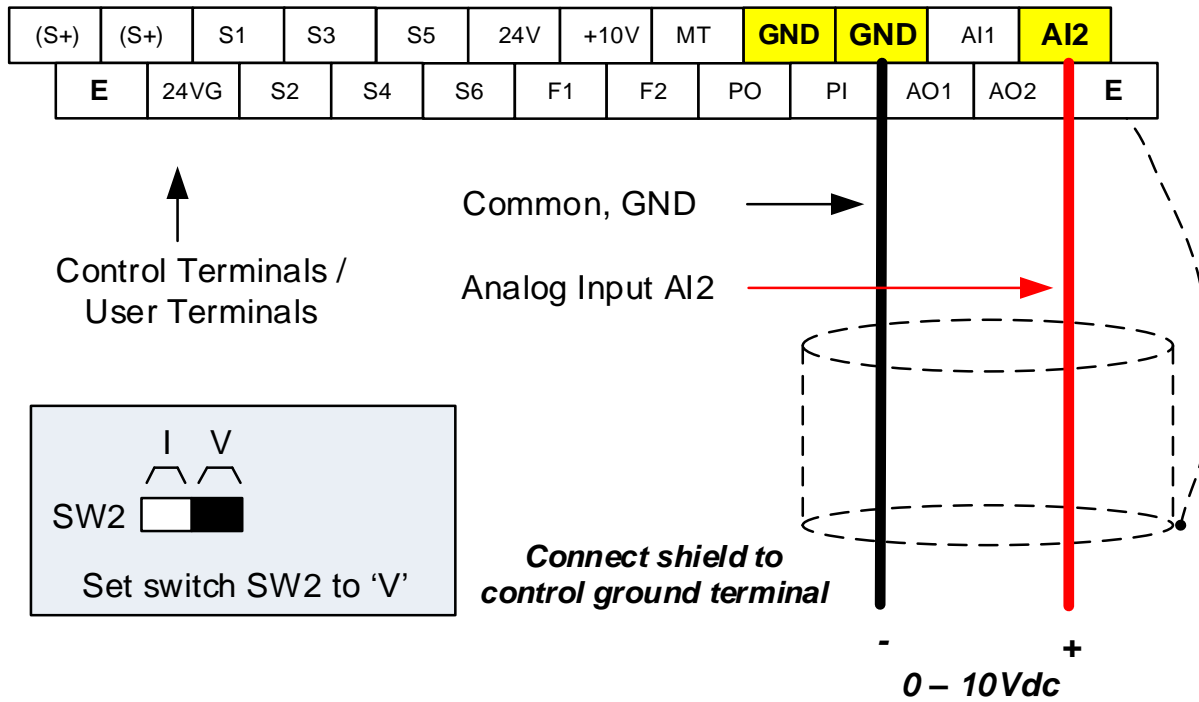 (S+) (S+) S1 S3 S5 24V +10V MT GND GND AI1 AI2
E 24VG S2 S4 S6 F1 F2 PO PI AO1 AO2 E
Common, GND
Control Terminals /
User Terminals
Analog Input AI2
I V
SW2
Set switch SW2 to ‘V’
Connect shield to
control ground terminal
- +
0 – 10Vdc